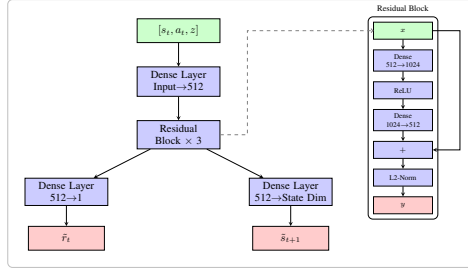 [s_t, a_t, z]
Dense Layer
Input→512
Residual
Block × 3
Dense Layer
512→1
Dense Layer
512→State Dim
r̃_t
s̃_{t+1}
Residual Block
x
Dense
512→1024
ReLU
Dense
1024→512
+
L2-Norm
y